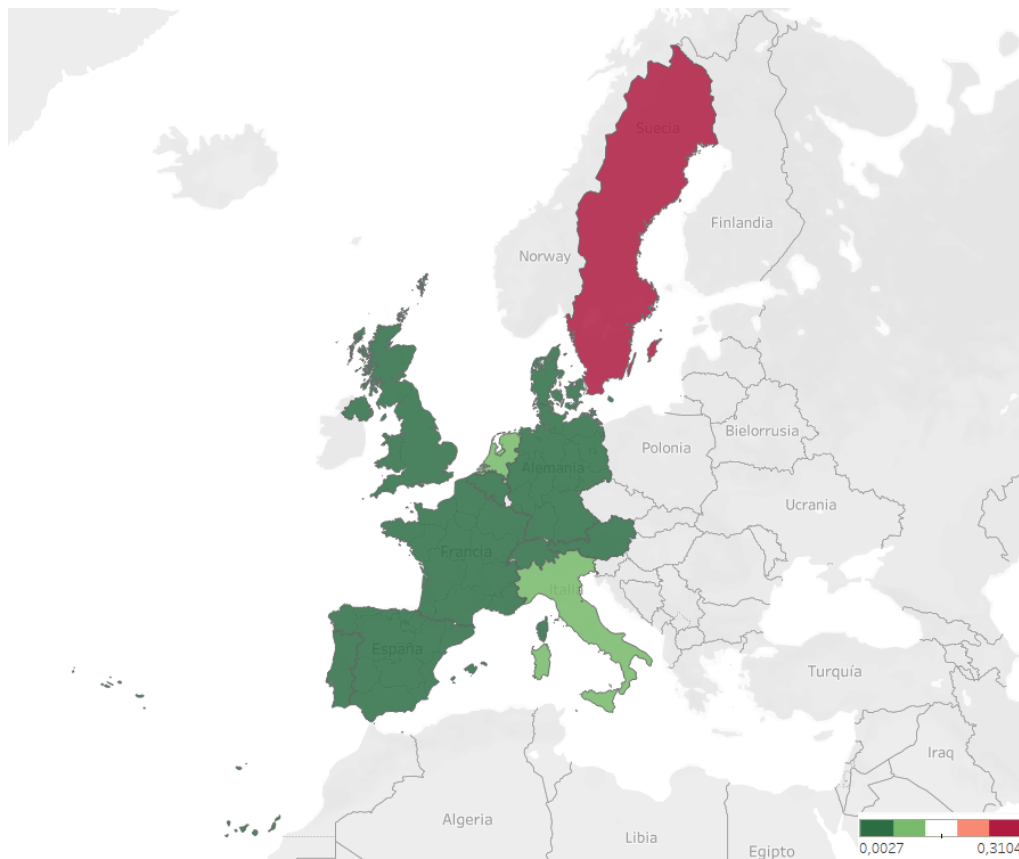 Suecia
Finlandia
Norway
Polonia
Bielorrusia
Alemania
Ucrania
Francia
Italia
España
Turquía
Iraq
Algeria
Libia
Egipto
0,0027
0,3104